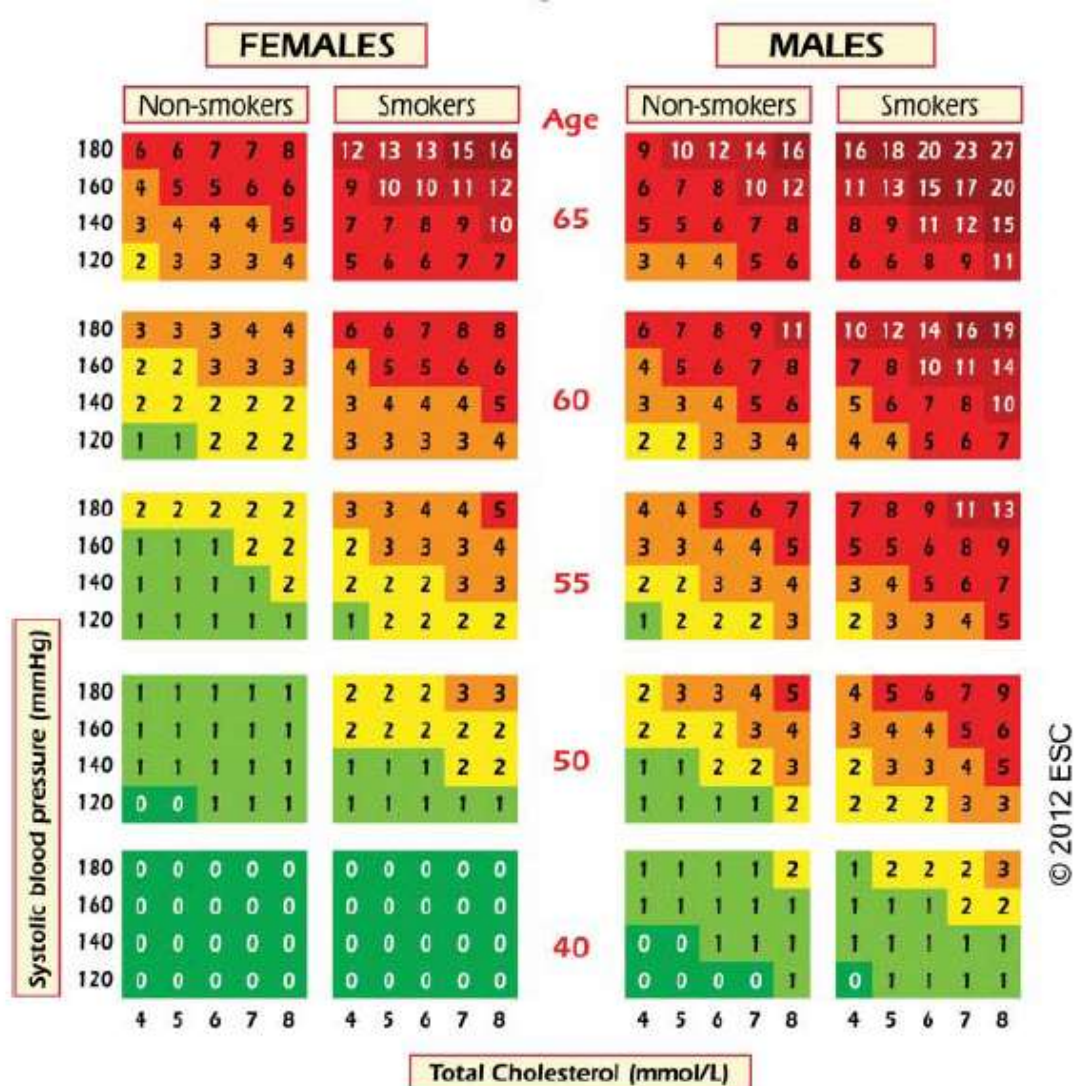 FEMALES MALES
Non-smokers Smokers Age Non-smokers Smokers
180 6 6 7 7 8 12 13 13 15 16 9 10 12 14 16 16 18 20 23 27
160 4 5 5 6 6 9 10 10 11 12 6 7 8 10 12 11 13 15 17 20
65
140 3 4 4 4 5 7 7 8 9 10 5 5 6 7 8 8 9 11 12 15
120 2 3 3 3 4 5 6 6 7 7 3 4 4 5 6 6 6 8 9 11
180 3 3 3 4 4 6 6 7 8 8 6 7 8 9 11 10 12 14 16 19
160 2 2 3 3 3 4 5 5 6 6 4 5 6 7 8 7 8 10 11 14
60
140 2 2 2 2 2 3 4 4 4 5 3 3 4 5 6 5 6 7 8 10
120 1 1 2 2 2 3 3 3 3 4 2 2 3 3 4 4 4 5 6 7
180 2 2 2 2 2 3 3 4 4 5 4 4 5 6 7 7 8 9 11 13
160 1 1 1 2 2 2 3 3 3 4 3 3 4 4 5 5 5 6 8 9
55
140 1 1 1 1 2 2 2 2 3 3 2 2 3 3 4 3 4 5 6 7
120 1 1 1 1 1 1 2 2 2 2 1 2 2 2 3 2 3 3 4 5
180 1 1 1 1 1 2 2 2 3 3 2 3 3 4 5 4 5 6 7 9
160 1 1 1 1 1 2 2 2 2 2 2 2 2 3 4 3 4 4 5 6
50
140 1 1 1 1 1 1 1 1 2 2 1 1 2 2 3 2 3 3 4 5
120 0 0 1 1 1 1 1 1 1 1 1 1 1 1 2 2 2 2 3 3
180 0 0 0 0 0 0 0 0 0 0 1 1 1 1 2 1 2 2 2 3
160 0 0 0 0 0 0 0 0 0 0 1 1 1 1 1 1 1 1 2 2
40
140 0 0 0 0 0 0 0 0 0 0 0 0 1 1 1 1 1 1 1 1
120 0 0 0 0 0 0 0 0 0 0 0 0 0 0 1 0 1 1 1 1
4 5 6 7 8 4 5 6 7 8 4 5 6 7 8 4 5 6 7 8
Total Cholesterol (mmol/L)
Systolic blood pressure (mmHg)
© 2012 ESC